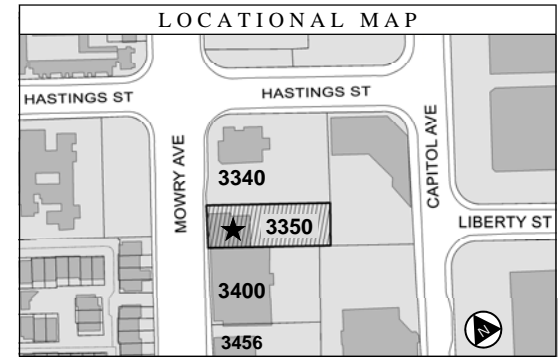 LOCATIONAL MAP
HASTINGS ST
HASTINGS ST
MOWRY AVE
CAPITOL AVE
3340
3350
LIBERTY ST
3400
3456
N